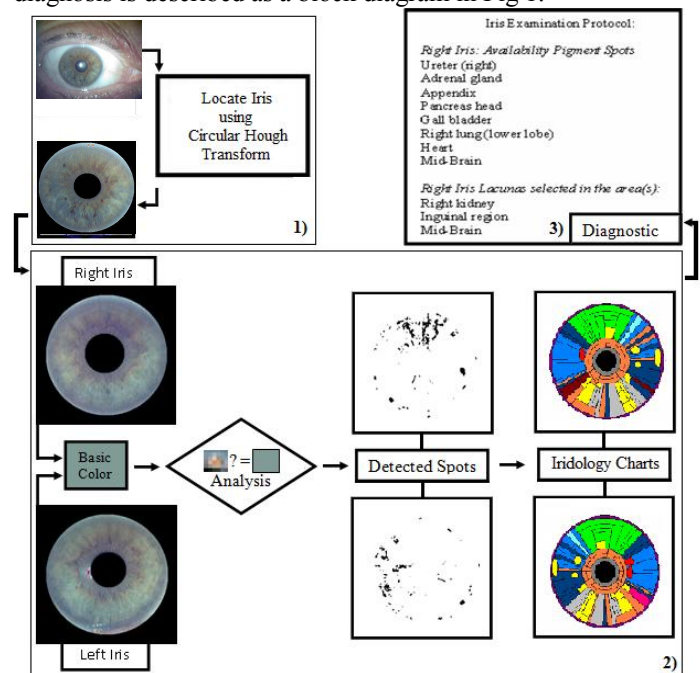 diagnosis is described as a block diagram in Fig 1.
Locate Iris
using
Circular Hough
Transform
1)
Iris Examination Protocol:
Right Iris: Availability Pigment Spots
Ureter (right)
Adrenal gland
Appendix
Pancreas head
Gall bladder
Right lung (lower lobe)
Heart
Mid-Brain
Right Iris Lacunas selected in the area(s):
Right kidney
Inguinal region
Mid-Brain
3)
Diagnostic
Right Iris
Basic
Color
? =
Analysis
Detected Spots
Iridology Charts
Left Iris
2)